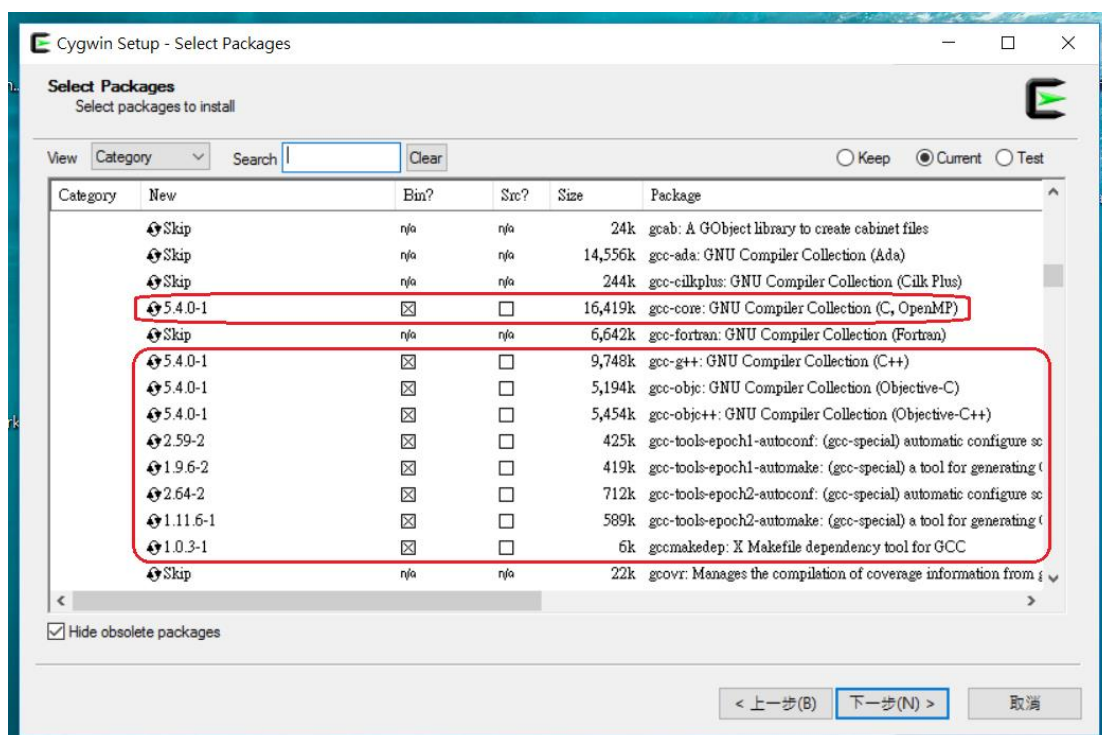 Cygwin Setup - Select Packages
Select Packages
Select packages to install
View Category Search Clear Keep Current Test
Category New Bin? Src? Size Package
Skip n/a n/a 24k gcab: A GObject library to create cabinet files
Skip n/a n/a 14,556k gcc-ada: GNU Compiler Collection (Ada)
Skip n/a n/a 244k gcc-cilkplus: GNU Compiler Collection (Cilk Plus)
5.4.0-1 16,419k gcc-core: GNU Compiler Collection (C, OpenMP)
Skip n/a n/a 6,642k gcc-fortran: GNU Compiler Collection (Fortran)
5.4.0-1 9,748k gcc-g++: GNU Compiler Collection (C++)
5.4.0-1 5,194k gcc-objc: GNU Compiler Collection (Objective-C)
5.4.0-1 5,454k gcc-objc++: GNU Compiler Collection (Objective-C++)
2.59-2 425k gcc-tools-epoch1-autoconf: (gcc-special) automatic configure sc
1.9.6-2 419k gcc-tools-epoch1-automake: (gcc-special) a tool for generating
2.64-2 712k gcc-tools-epoch2-autoconf: (gcc-special) automatic configure sc
1.11.6-1 589k gcc-tools-epoch2-automake: (gcc-special) a tool for generating
1.0.3-1 6k gccmakedep: X Makefile dependency tool for GCC
Skip n/a n/a 22k gcovr: Manages the compilation of coverage information from
Hide obsolete packages
< 上一步(B) 下一步(N) > 取消